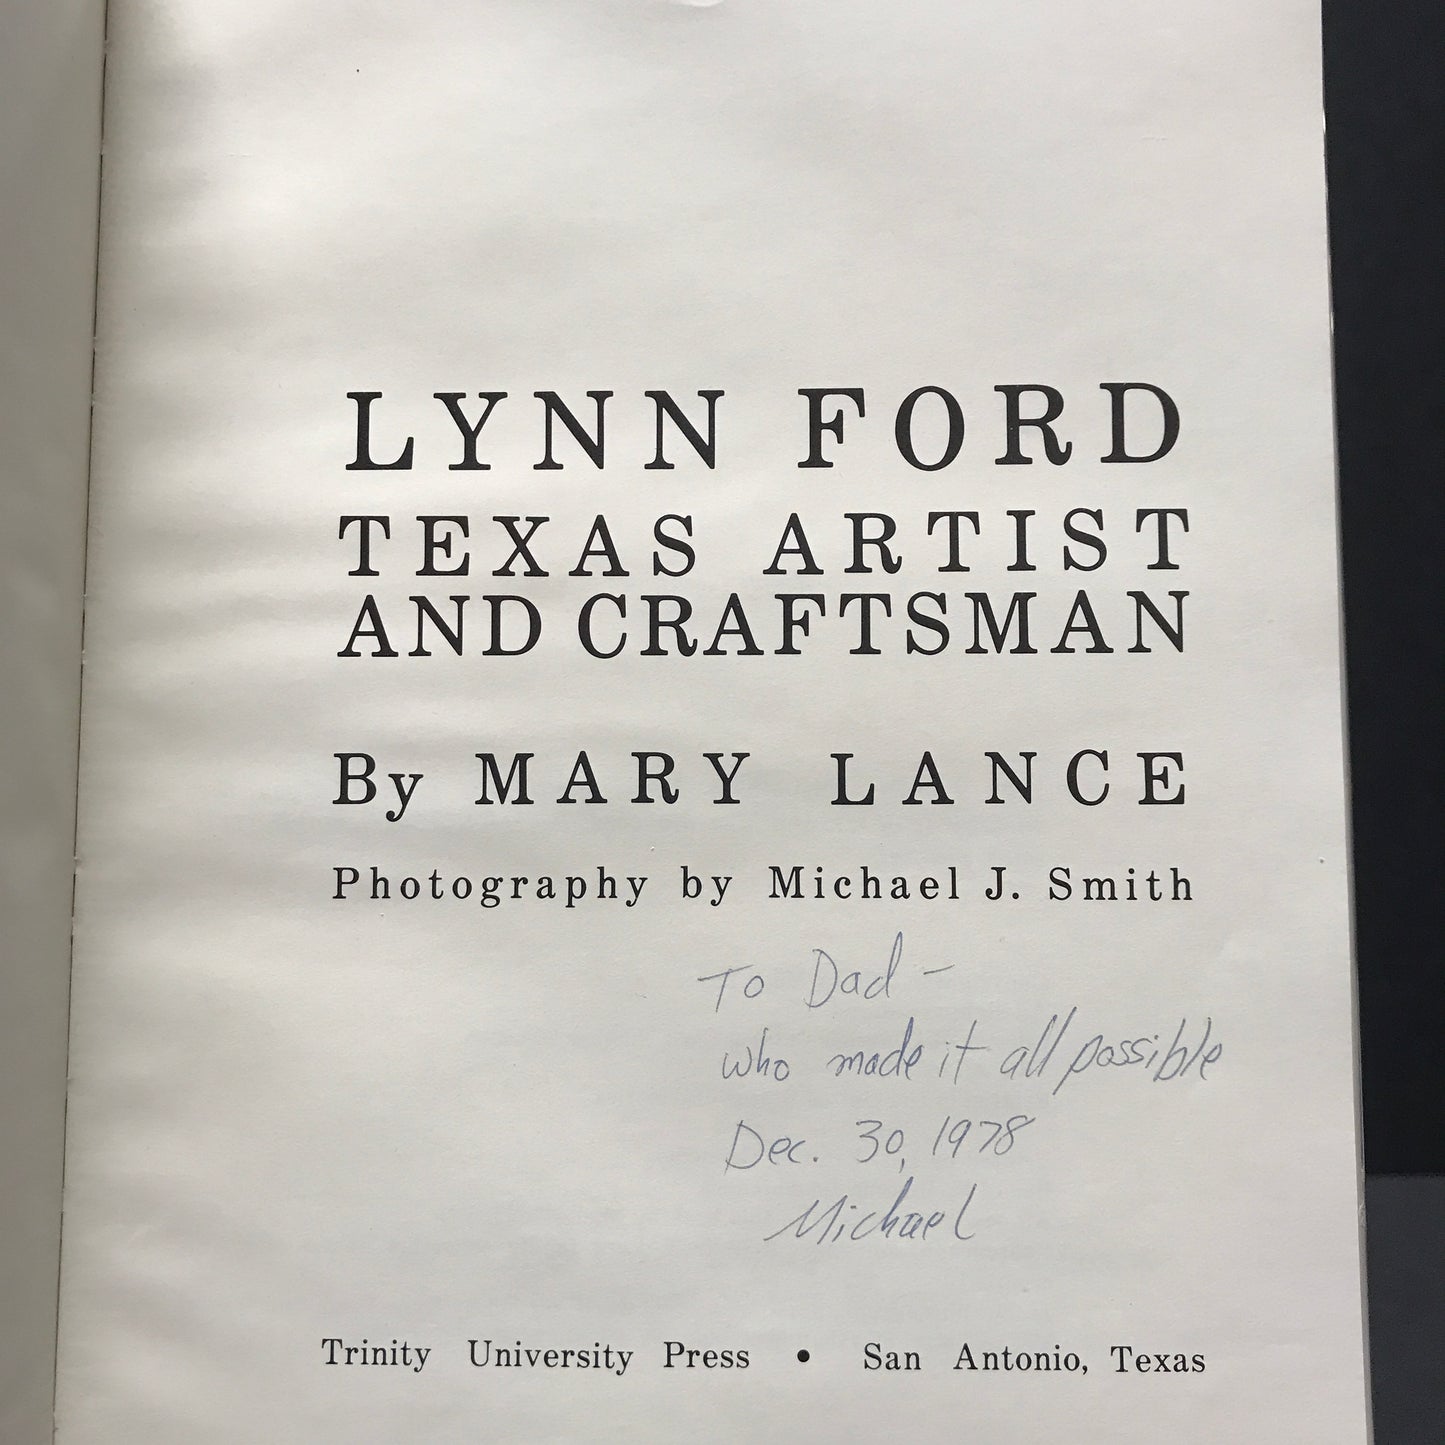 LYNN FORD
TEXAS ARTIST
AND CRAFTSMAN
By MARY LANCE
Photography by Michael J. Smith
To Dad -
who made it all possible
Dec. 30, 1978
Michael
Trinity University Press • San Antonio, Texas